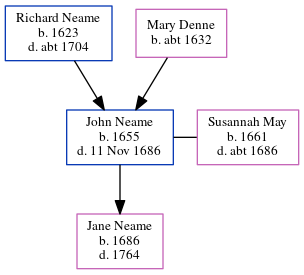 Richard Neame
b. 1623
d. abt 1704
Mary Denne
b. abt 1632
John Neame
b. 1655
d. 11 Nov 1686
Susannah May
b. 1661
d. abt 1686
Jane Neame
b. 1686
d. 1764